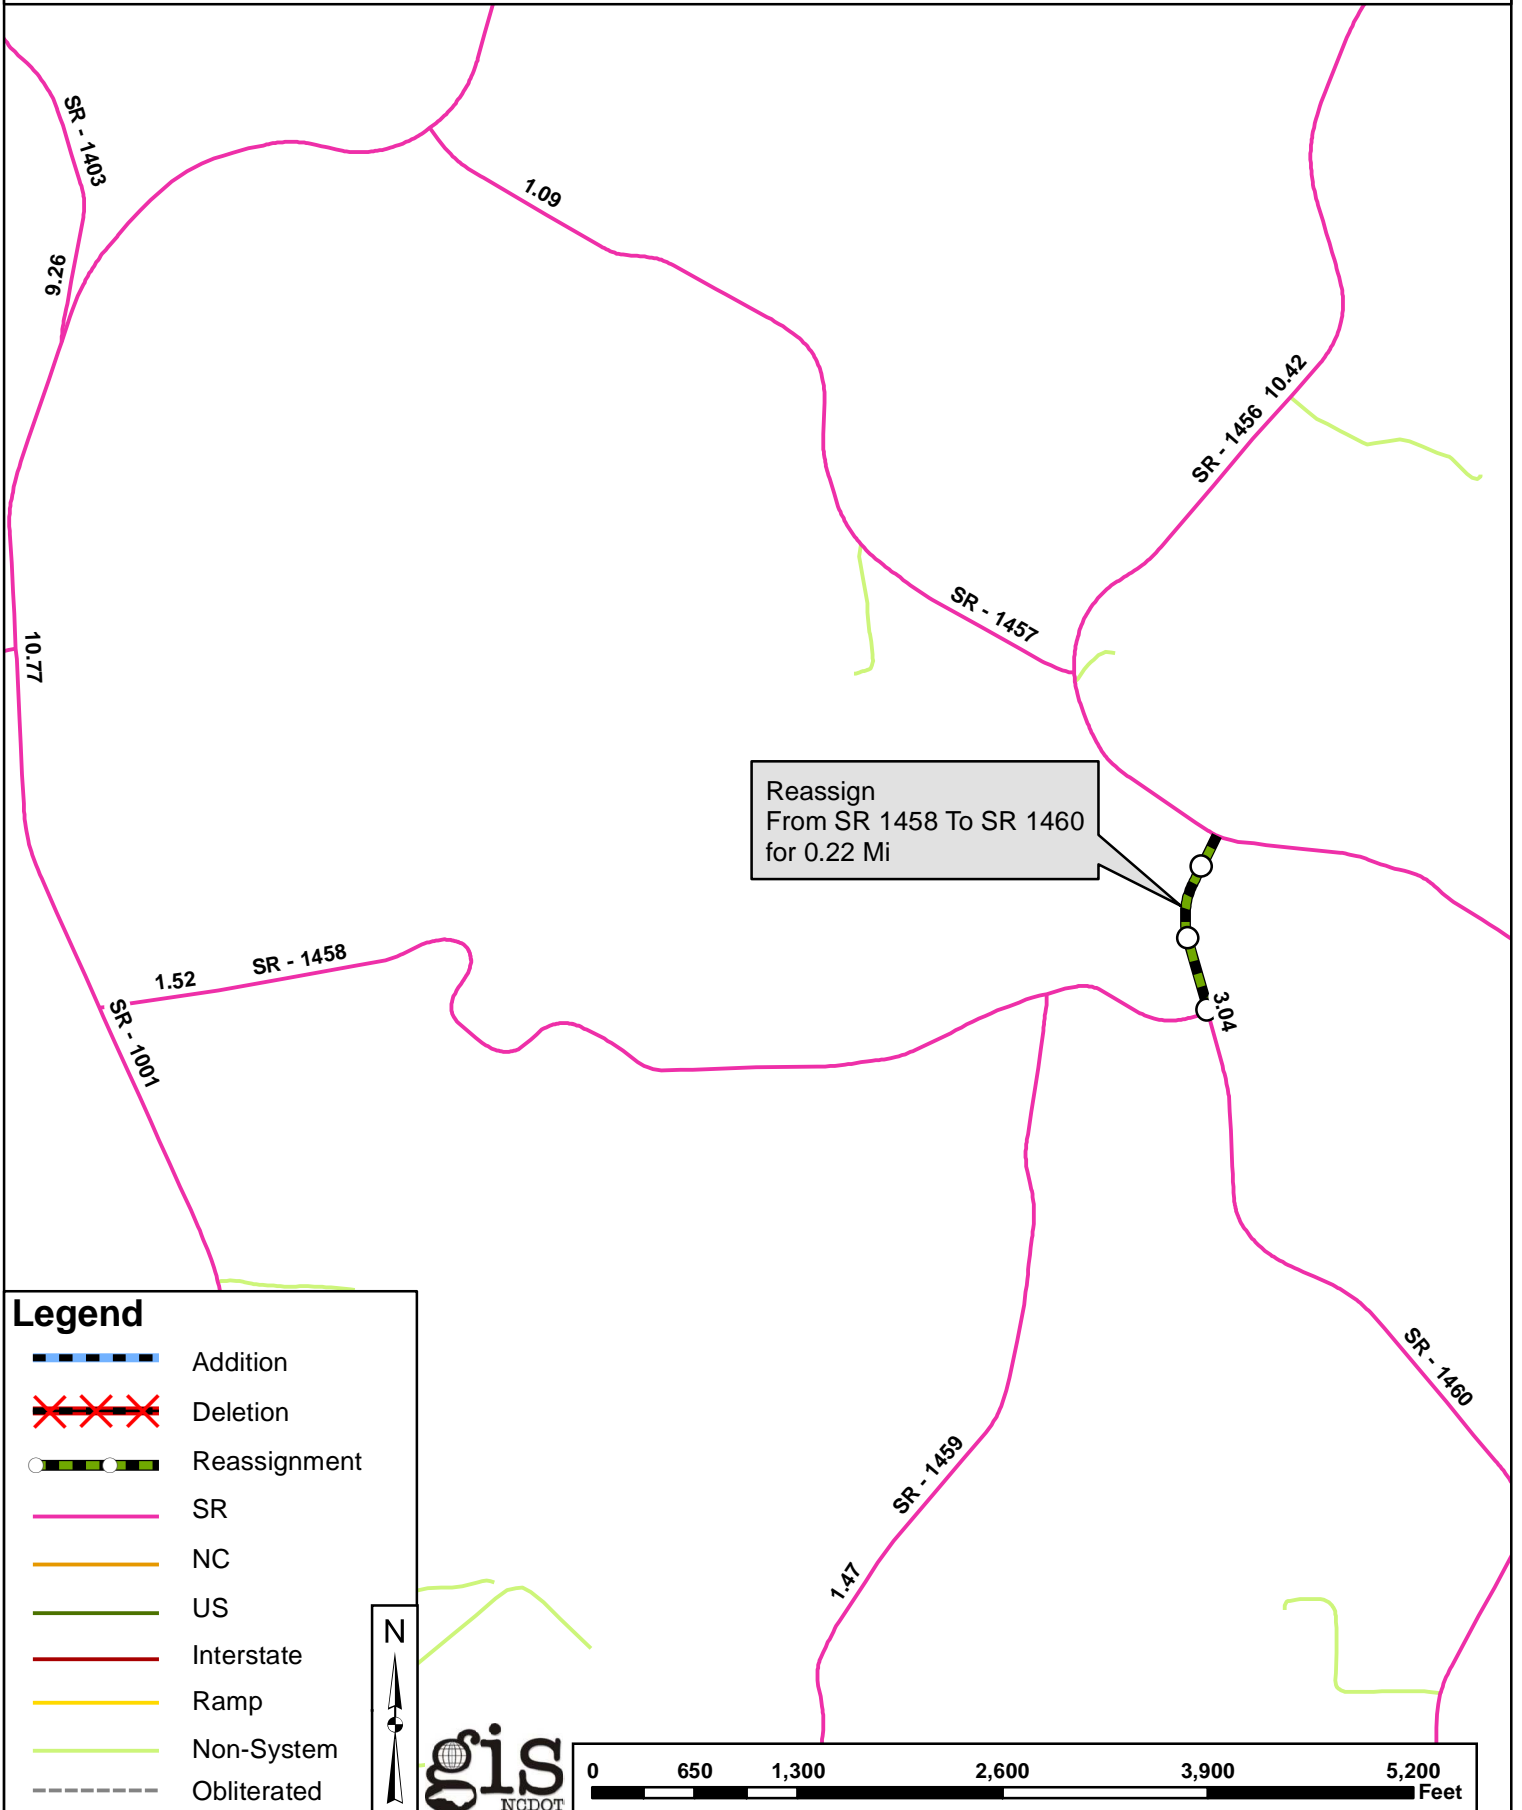 SR - 1403
9.26
1.09
10.42
SR - 1456
SR - 1457
10.77
Reassign
From SR 1458 To SR 1460
for 0.22 Mi
SR - 1458
1.52
SR - 1001
3.04
SR - 1460
SR - 1459
1.47
Legend
Addition
Deletion
Reassignment
SR
NC
US
Interstate
Ramp
Non-System
Obliterated
N
gis
NCDOT
0 650 1,300 2,600 3,900 5,200
Feet